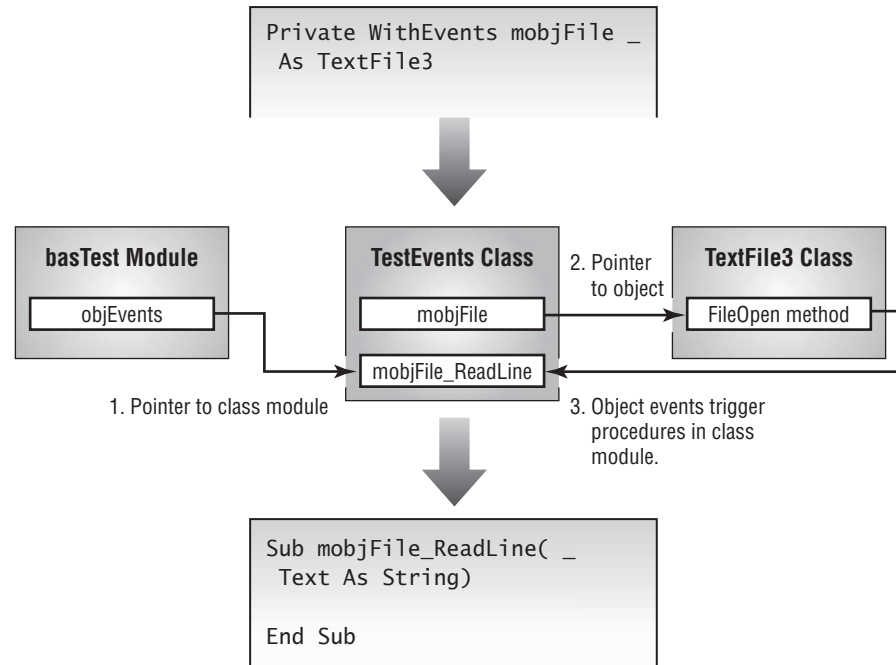 Private WithEvents mobjFile _
As TextFile3
basTest Module
objEvents
TestEvents Class
mobjFile
mobjFile_ReadLine
2. Pointer
to object
TextFile3 Class
FileOpen method
1. Pointer to class module
3. Object events trigger
procedures in class
module.
Sub mobjFile_ReadLine( _
Text As String)
End Sub